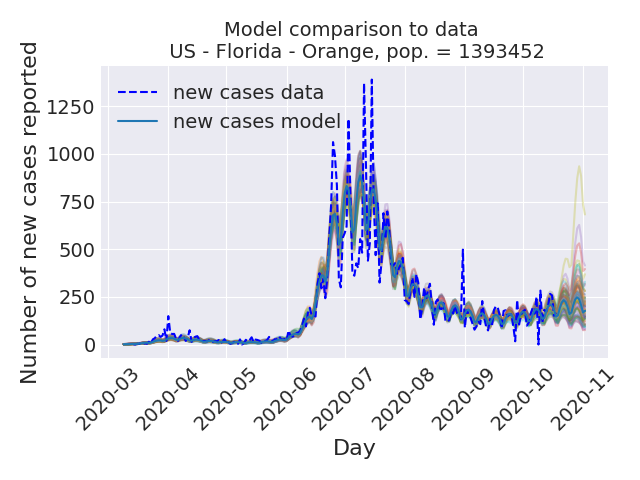 Model comparison to data
US - Florida - Orange, pop. = 1393452
Number of new cases reported
1250
1000
750
500
250
0
new cases data
new cases model
2020-03
2020-04
2020-05
2020-06
2020-07
2020-08
2020-09
2020-10
2020-11
Day